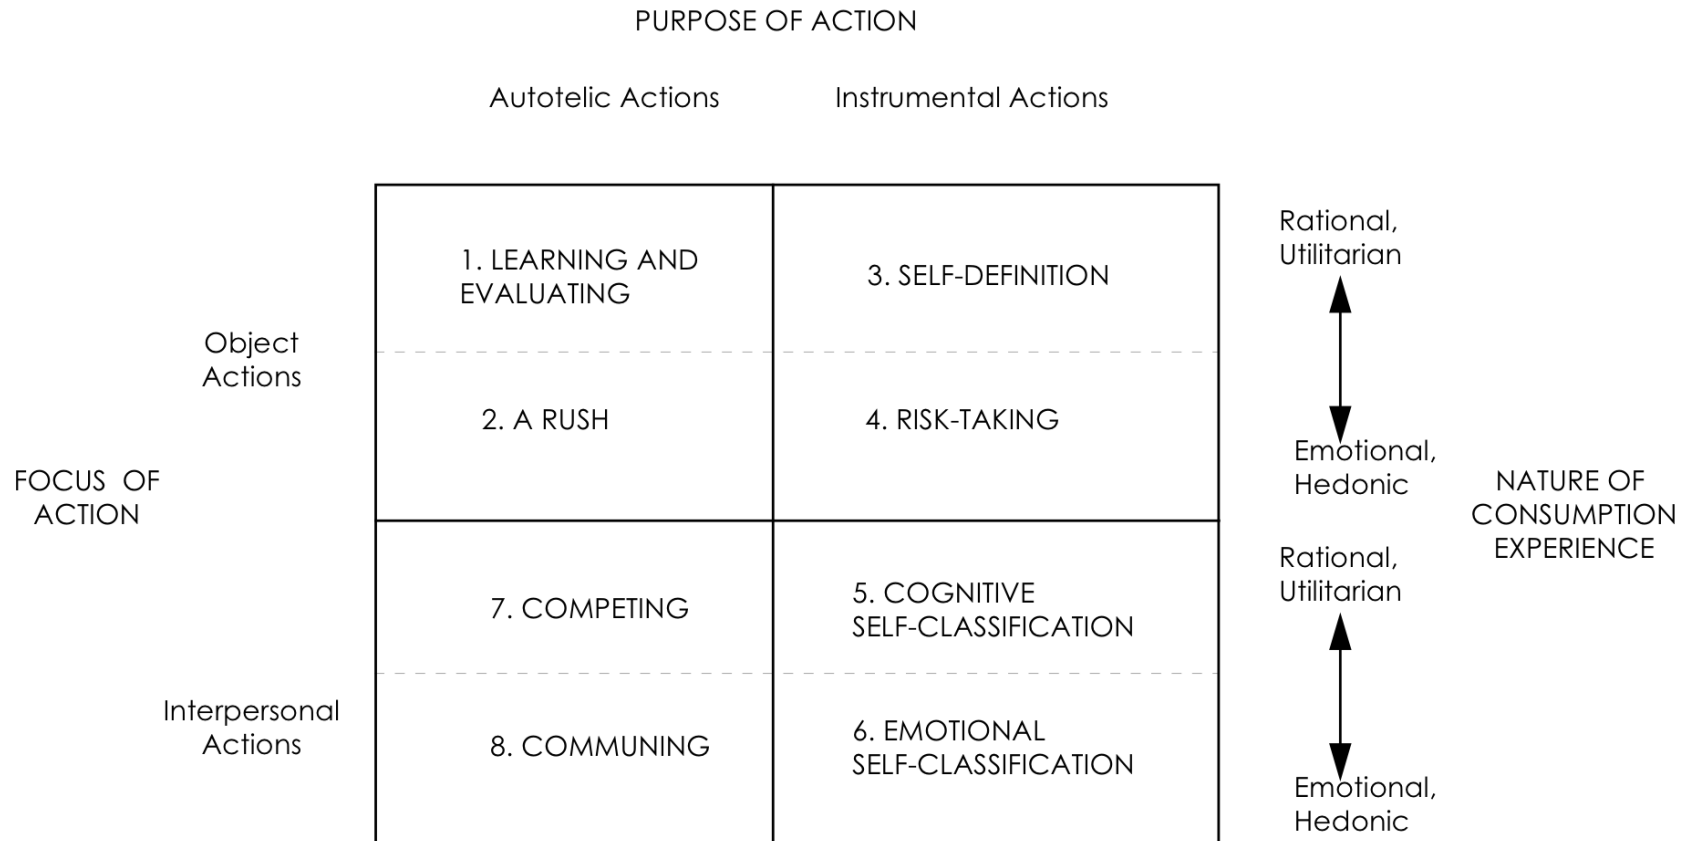 PURPOSE OF ACTION
Autotelic Actions
Instrumental Actions
1. LEARNING AND
EVALUATING
3. SELF-DEFINITION
Rational,
Utilitarian
Object
Actions
2. A RUSH
4. RISK-TAKING
Emotional,
Hedonic
FOCUS OF
ACTION
NATURE OF
CONSUMPTION
EXPERIENCE
7. COMPETING
5. COGNITIVE
SELF-CLASSIFICATION
Rational,
Utilitarian
Interpersonal
Actions
8. COMMUNING
6. EMOTIONAL
SELF-CLASSIFICATION
Emotional,
Hedonic